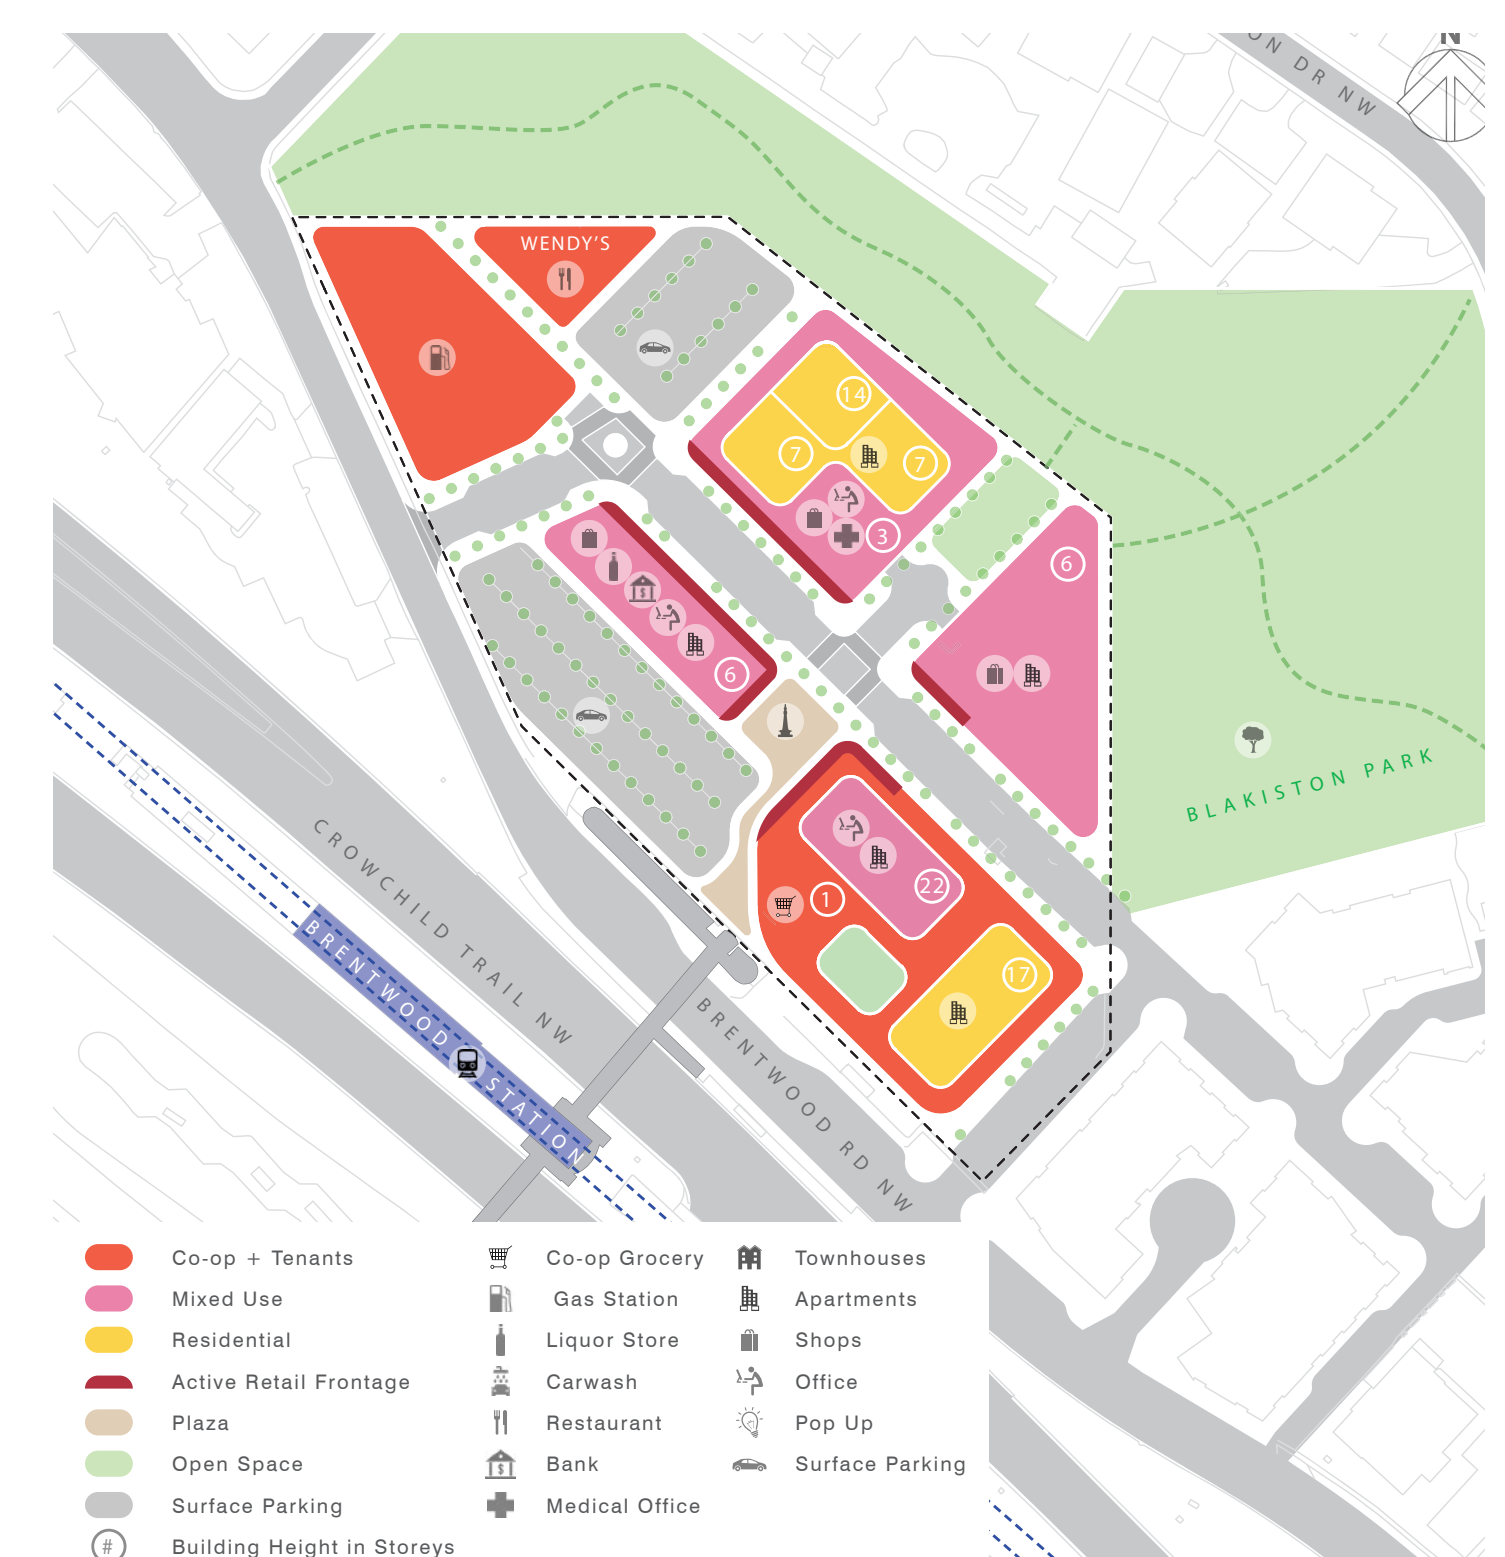 N
ON DR NW
WENDY'S
14
7
7
3
6
6
BLAKISTON PARK
22
1
17
CROWCHILD TRAIL NW
BRENTWOOD STATION
BRENTWOOD RD NW
Co-op + Tenants
Mixed Use
Residential
Active Retail Frontage
Plaza
Open Space
Surface Parking
# Building Height in Storeys
Co-op Grocery
Gas Station
Liquor Store
Carwash
Restaurant
$ Bank
Medical Office
Townhouses
Apartments
Shops
Office
Pop Up
Surface Parking